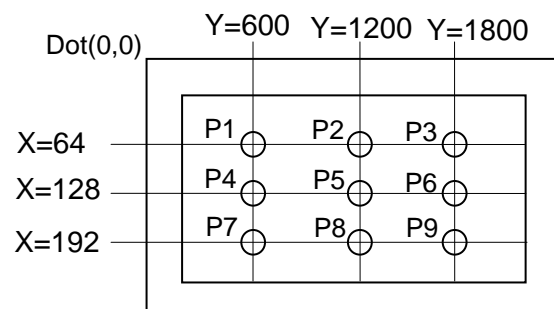 Y=600 Y=1200 Y=1800
Dot(0,0)
P1 P2 P3
X=64
P4 P5 P6
X=128
P7 P8 P9
X=192